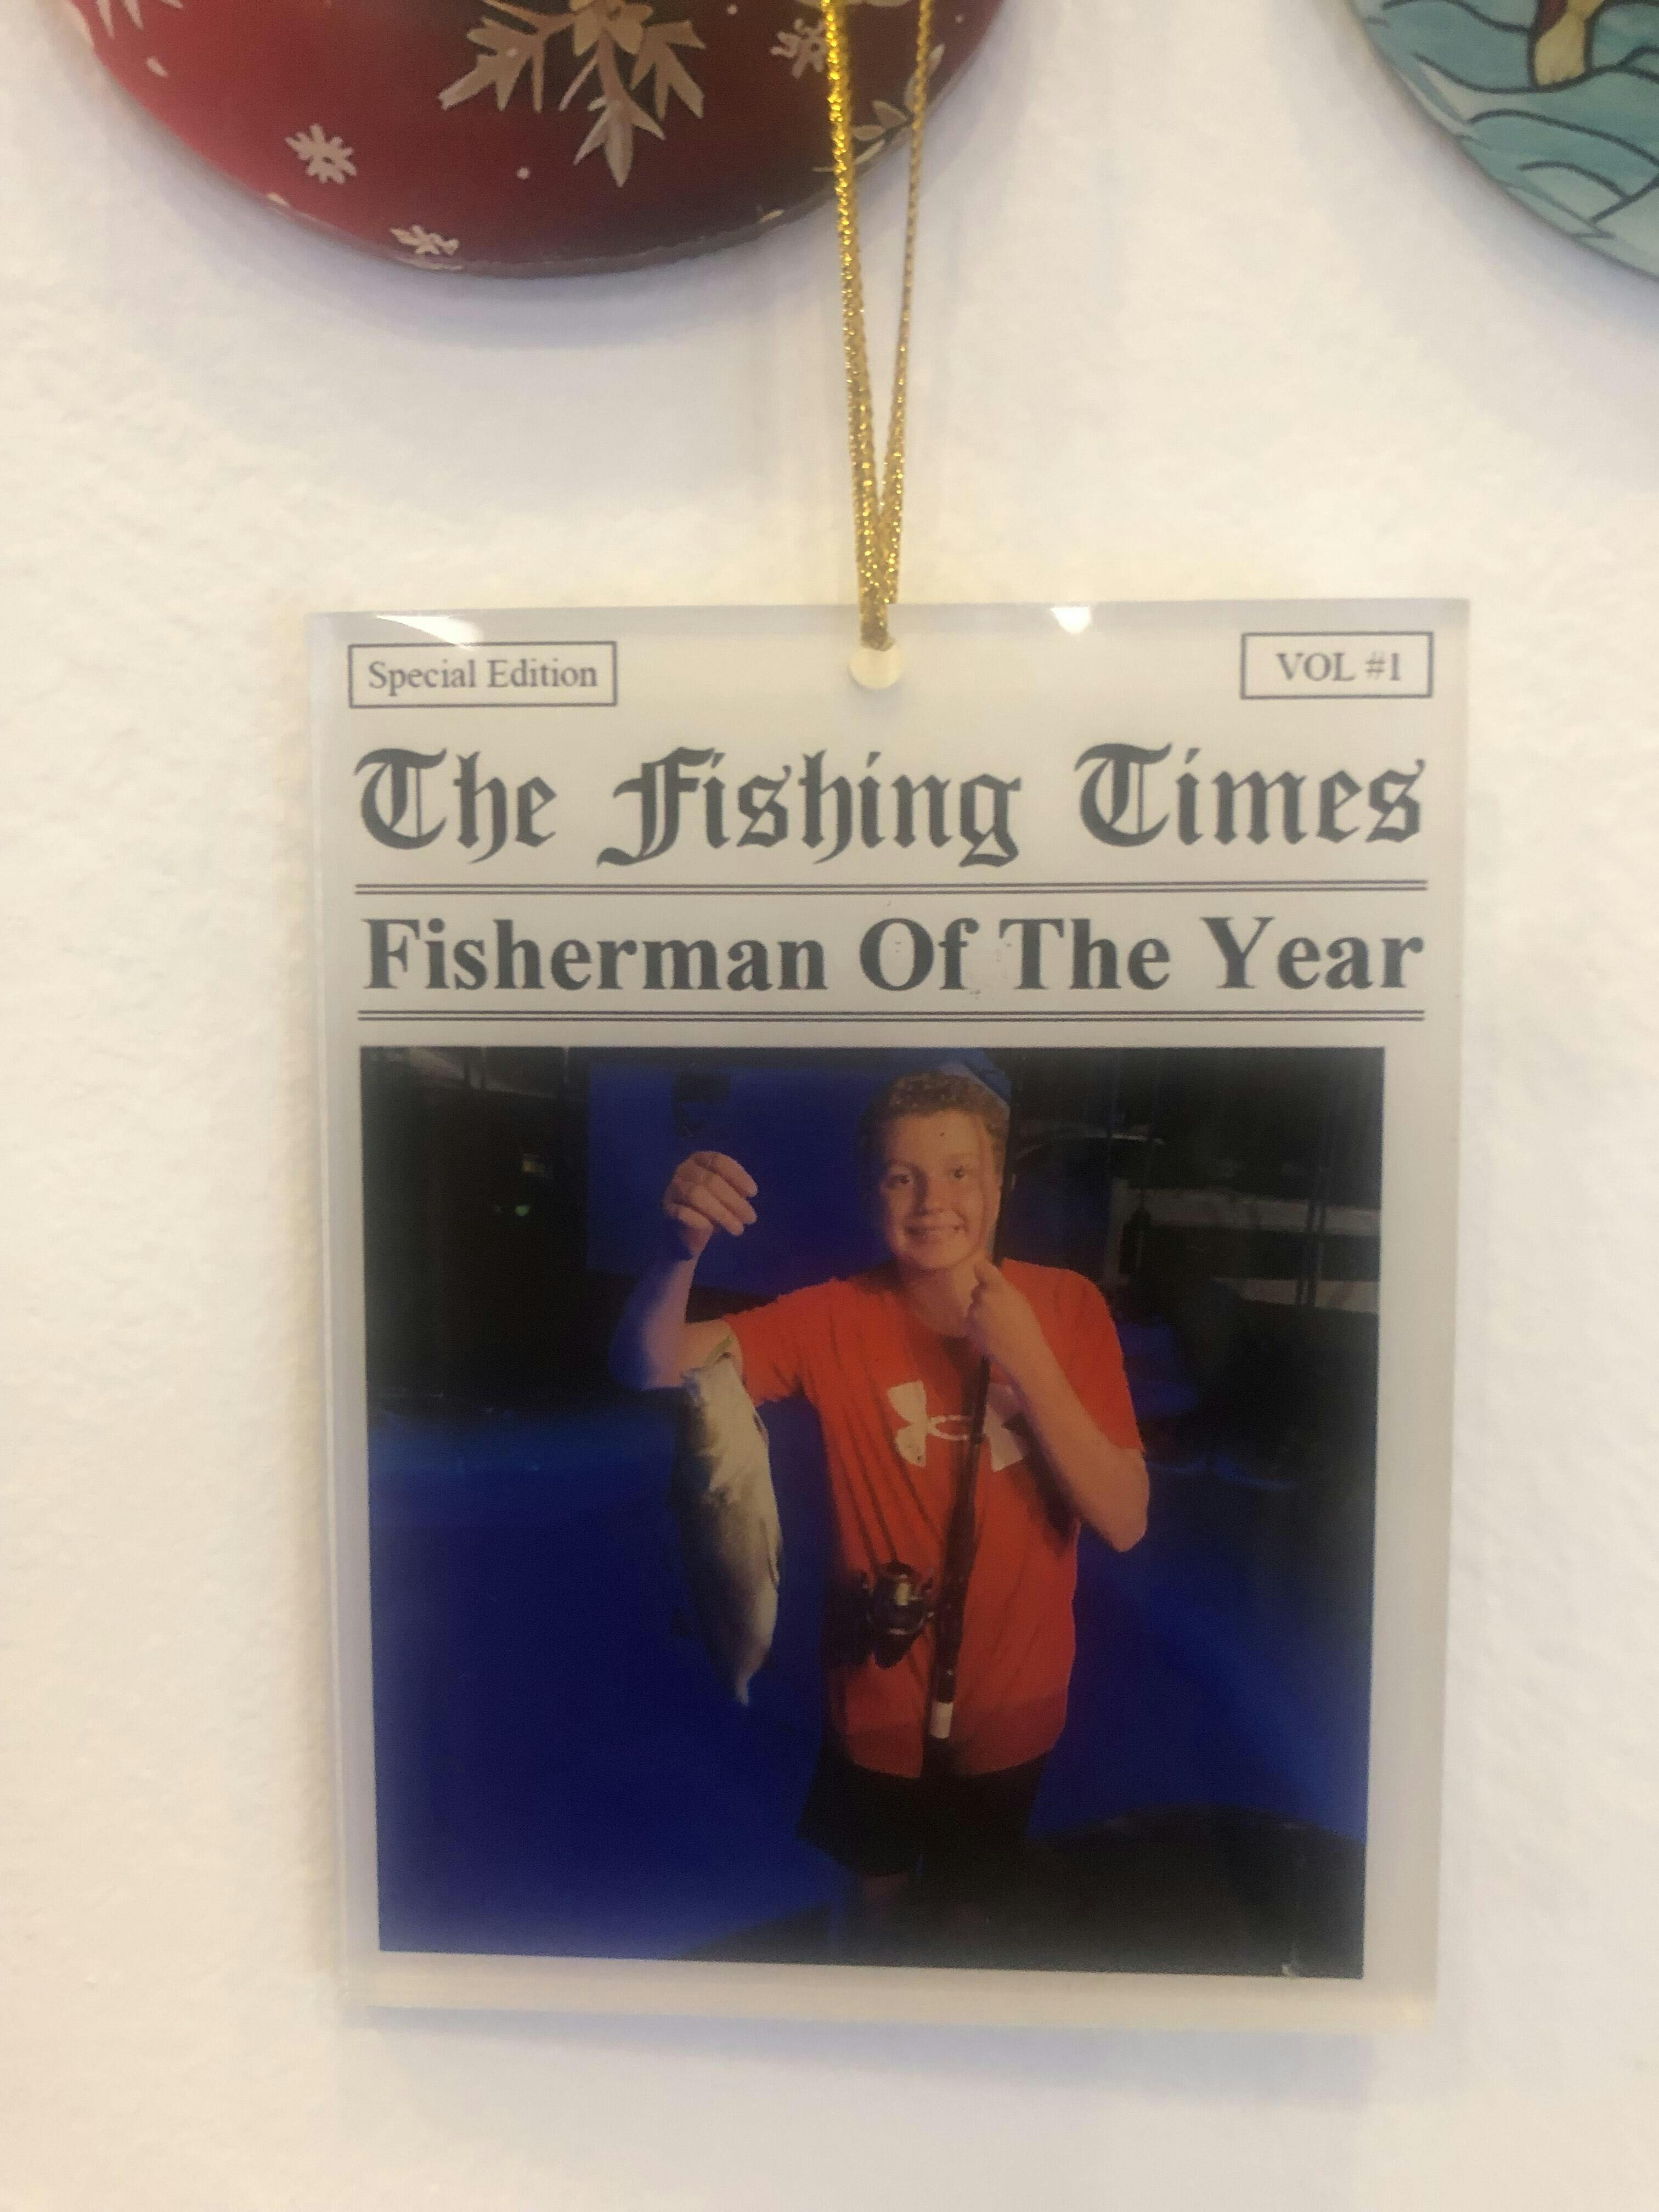 Special Edition
VOL #1
The Fishing Times
Fisherman Of The Year